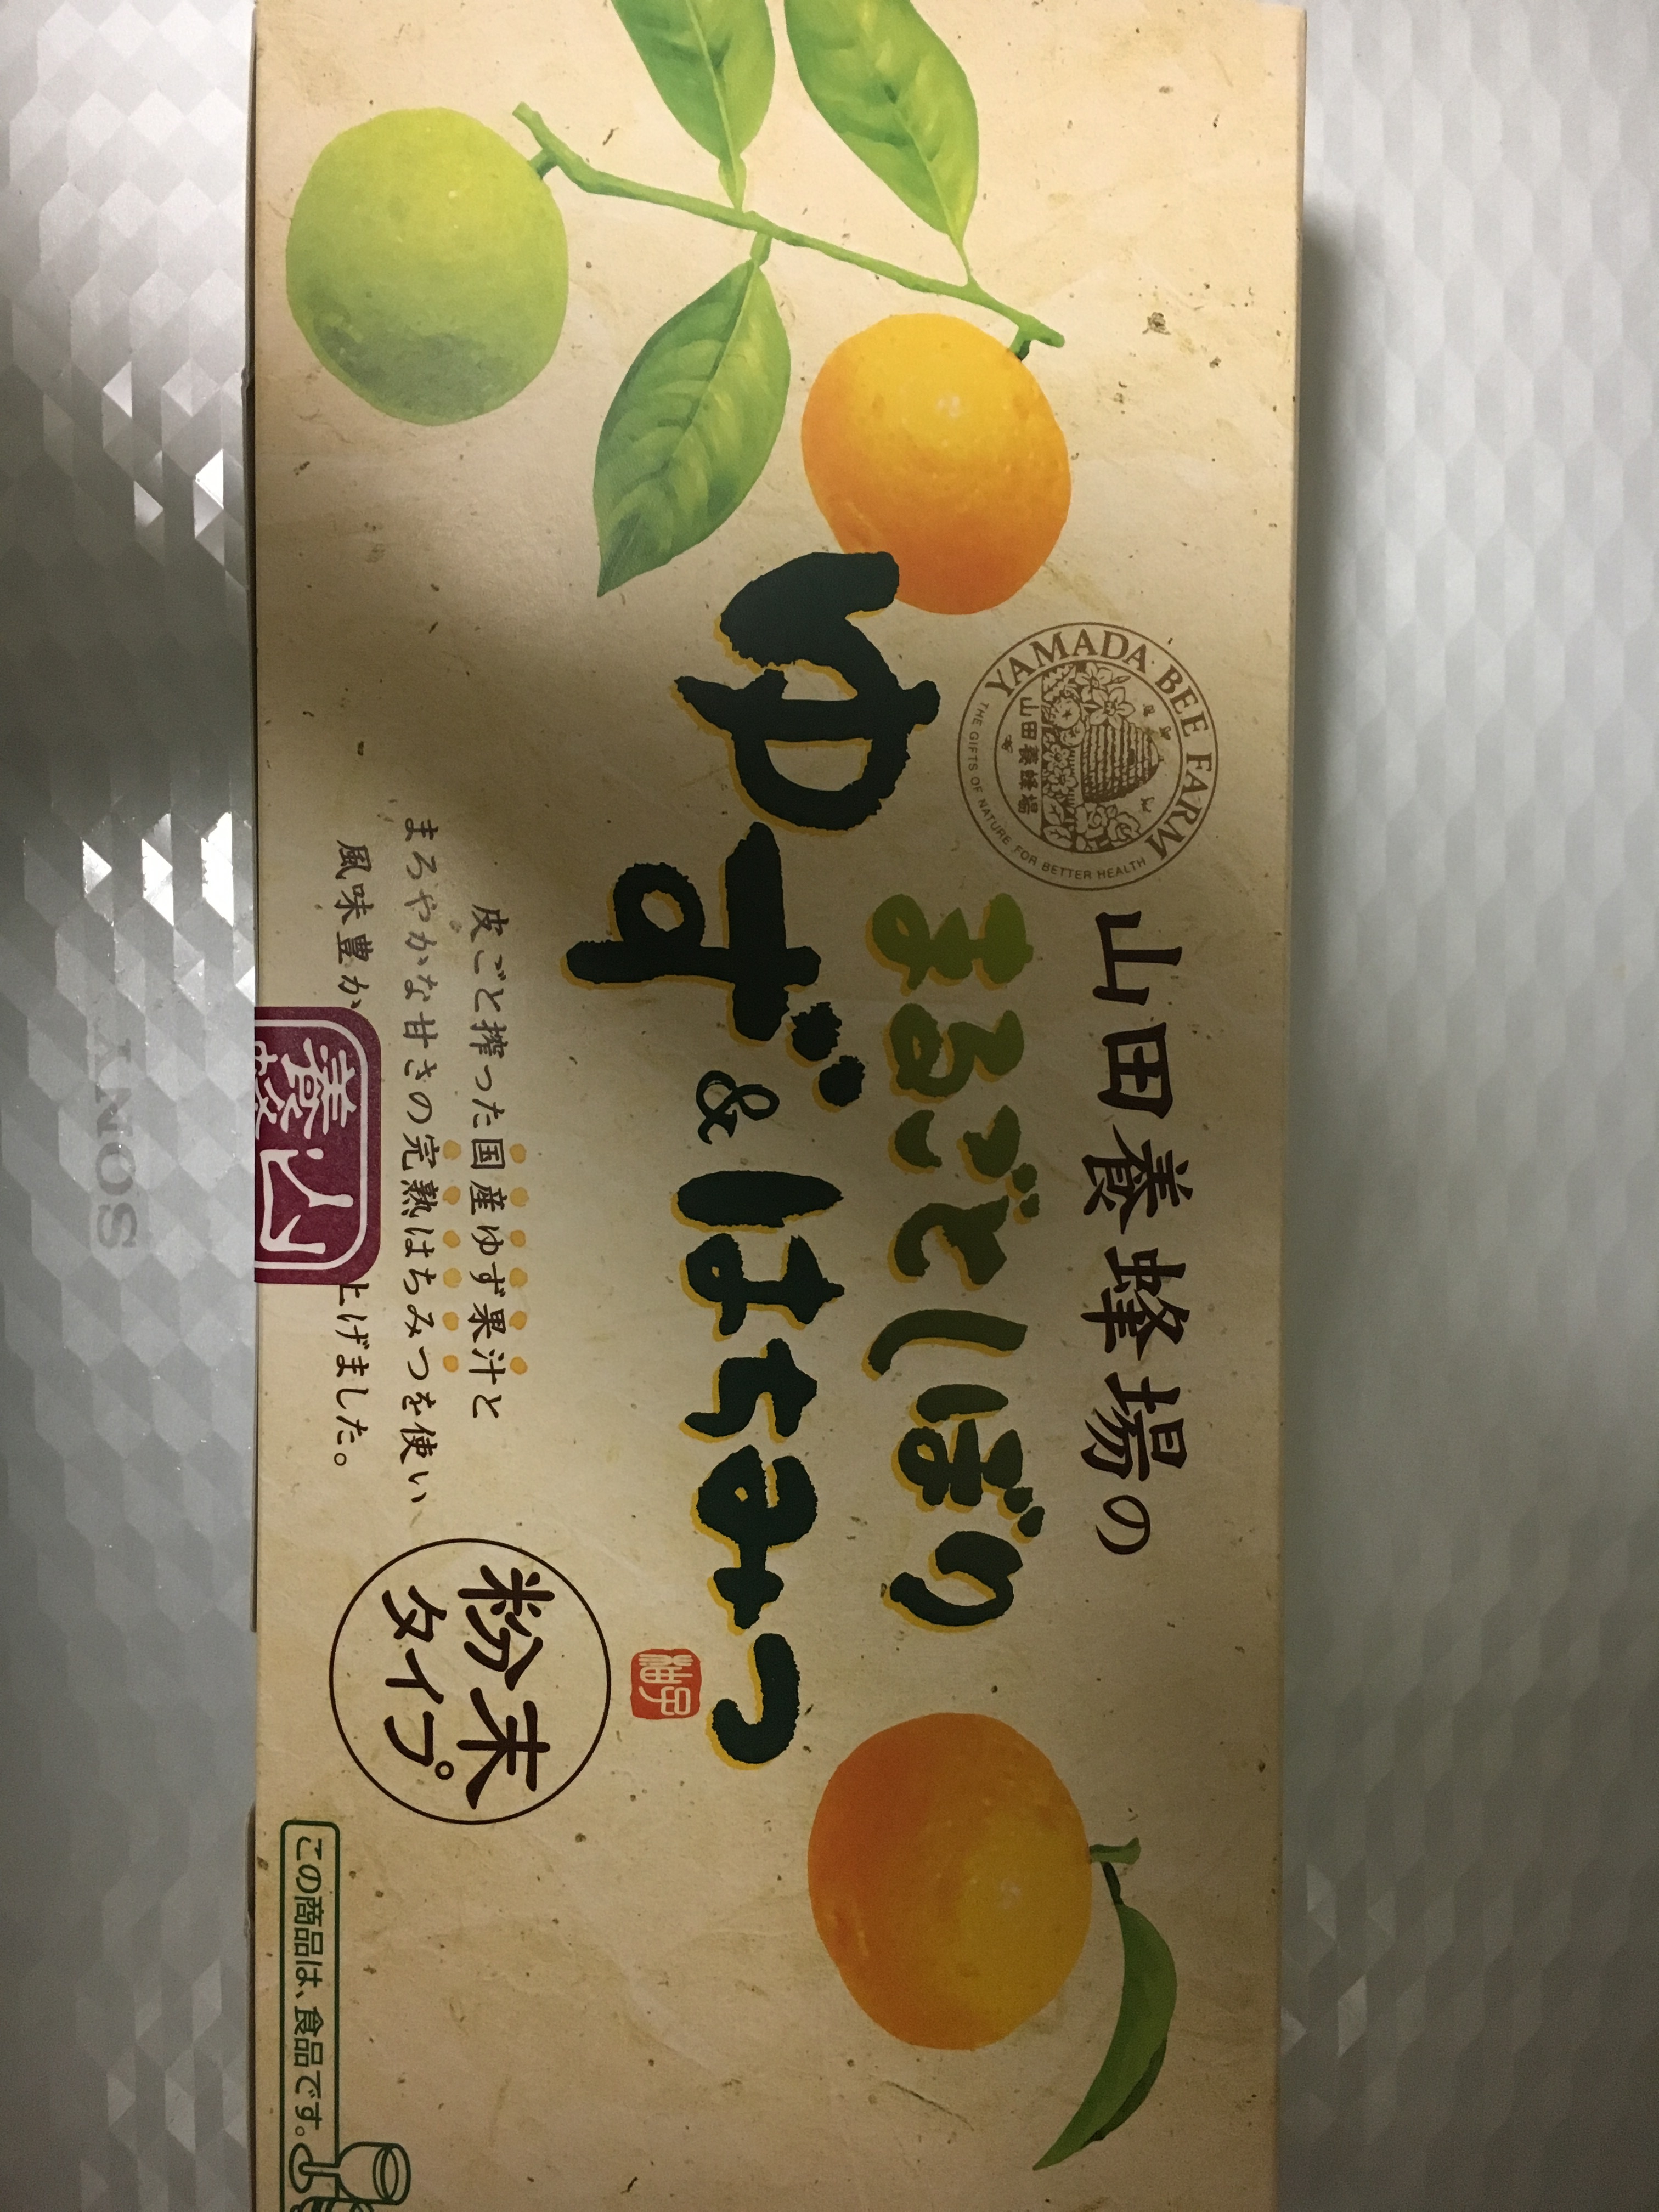 YAMADA BEE FARM
山田養蜂場
THE GIFTS OF NATURE FOR BETTER HEALTH
山田養蜂場の
まるごとしぼり
ゆず&はちみつ
皮ごと搾った国産ゆず果汁と
まろやかな甘さの完熟はちみつを使い、
風味豊か
上げました。
粉末
タイプ
この商品は、食品です。
SONY